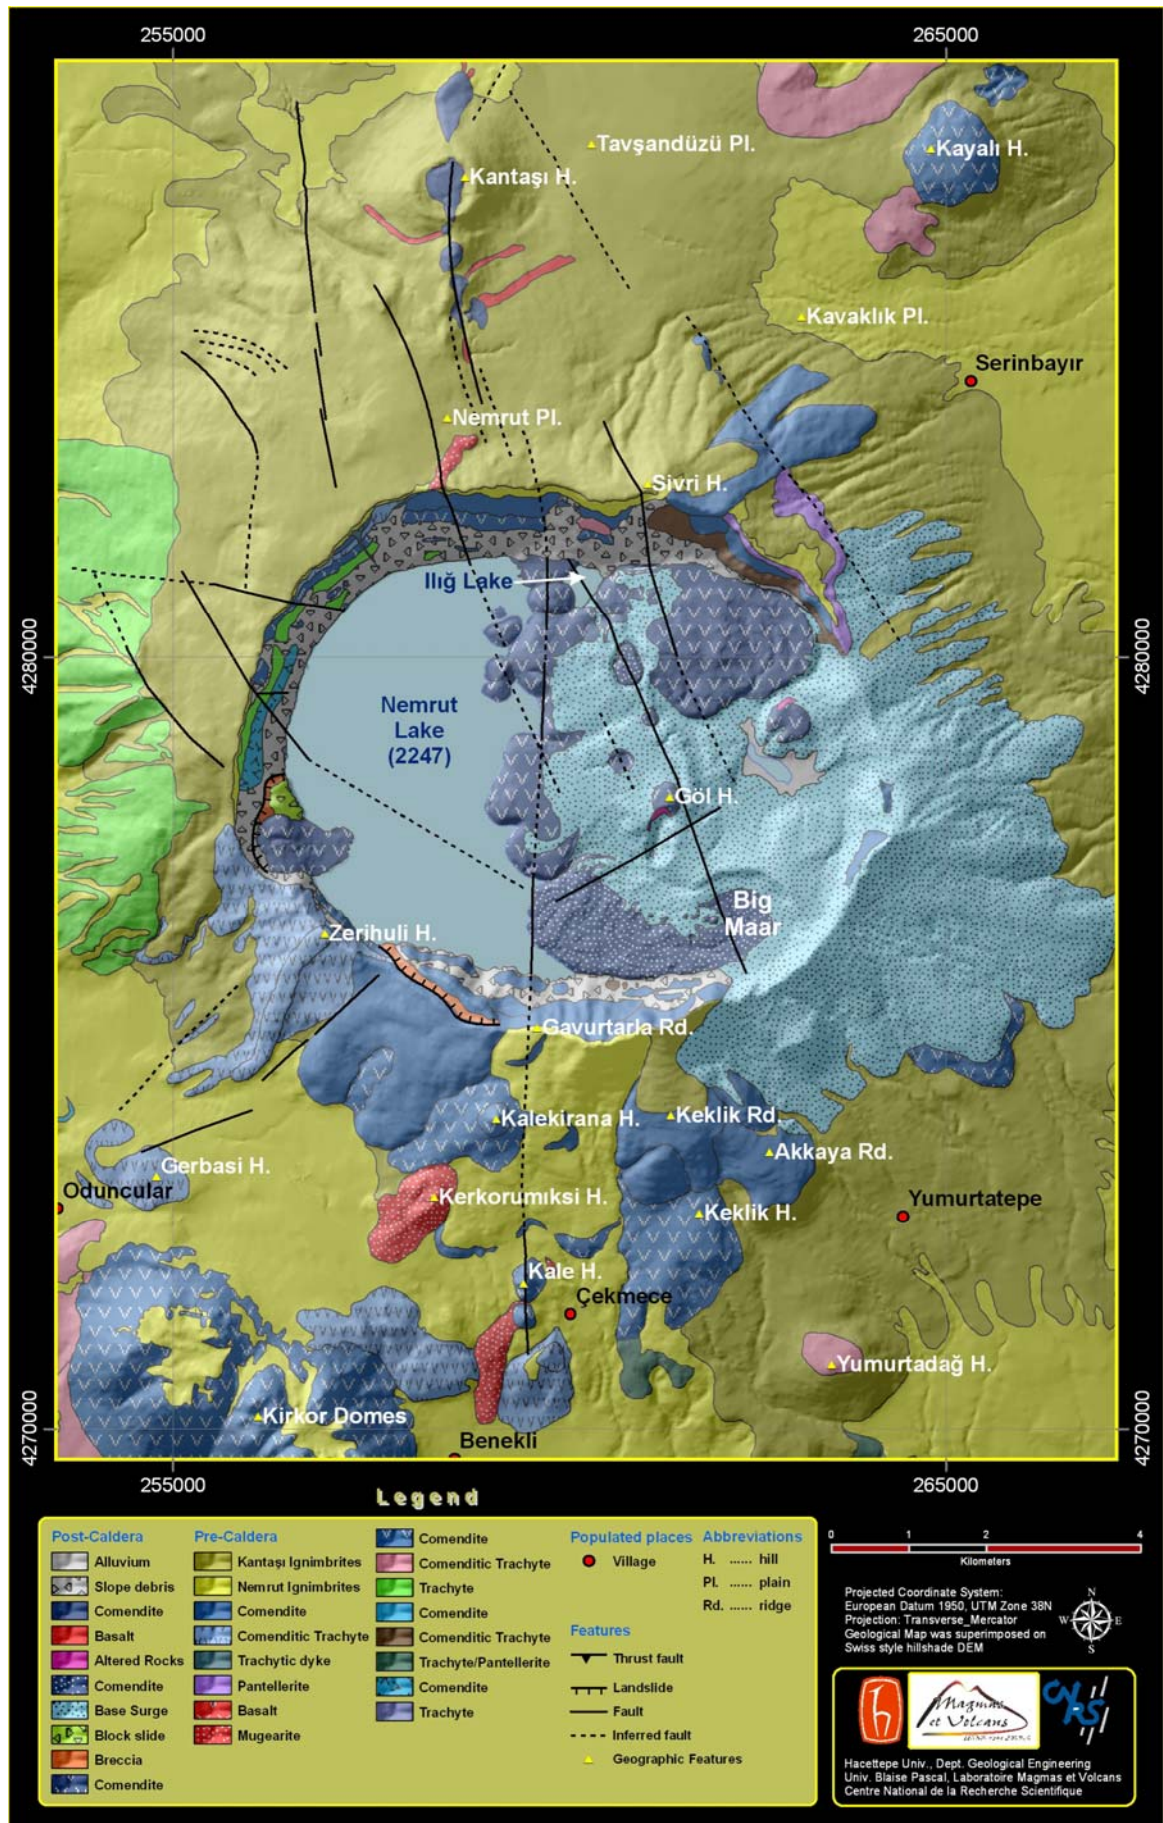 255000
265000
Tavşandüzü Pl.
Kayalı H.
Kantaşı H.
Kavaklık Pl.
Serinbayır
Nemrut Pl.
Sivri H.
Ilığ Lake
4280000
4280000
Nemrut
Lake
(2247)
Göl H.
Big
Maar
Zerihuli H.
Gavurtarla Rd.
Kalekirana H.
Keklik Rd.
Akkaya Rd.
Gerbasi H.
Oduncular
Kerkorumıksi H.
Keklik H.
Yumurtatepe
Kale H.
Çekmece
Yumurtadağ H.
Kirkor Domes
Benekli
4270000
4270000
255000
265000
Legend
Post-Caldera
Alluvium
Slope debris
Comendite
Basalt
Altered Rocks
Comendite
Base Surge
Block slide
Breccia
Comendite
Pre-Caldera
Kantaşı Ignimbrites
Nemrut Ignimbrites
Comendite
Comenditic Trachyte
Trachytic dyke
Pantellerite
Basalt
Mugearite
Comendite
Comenditic Trachyte
Trachyte
Comendite
Comenditic Trachyte
Trachyte/Pantellerite
Comendite
Trachyte
Populated places
Village
Features
Thrust fault
Landslide
Fault
Inferred fault
Geographic Features
Abbreviations
H. ...... hill
Pl. ...... plain
Rd. ...... ridge
0 1 2 4
Kilometers
Projected Coordinate System:
European Datum 1950, UTM Zone 38N
Projection: Transverse_Mercator
Geological Map was superimposed on
Swiss style hillshade DEM
N
W E
S
Magmas
et Volcans
CNRS
Hacettepe Univ., Dept. Geological Engineering
Univ. Blaise Pascal, Laboratoire Magmas et Volcans
Centre National de la Recherche Scientifique